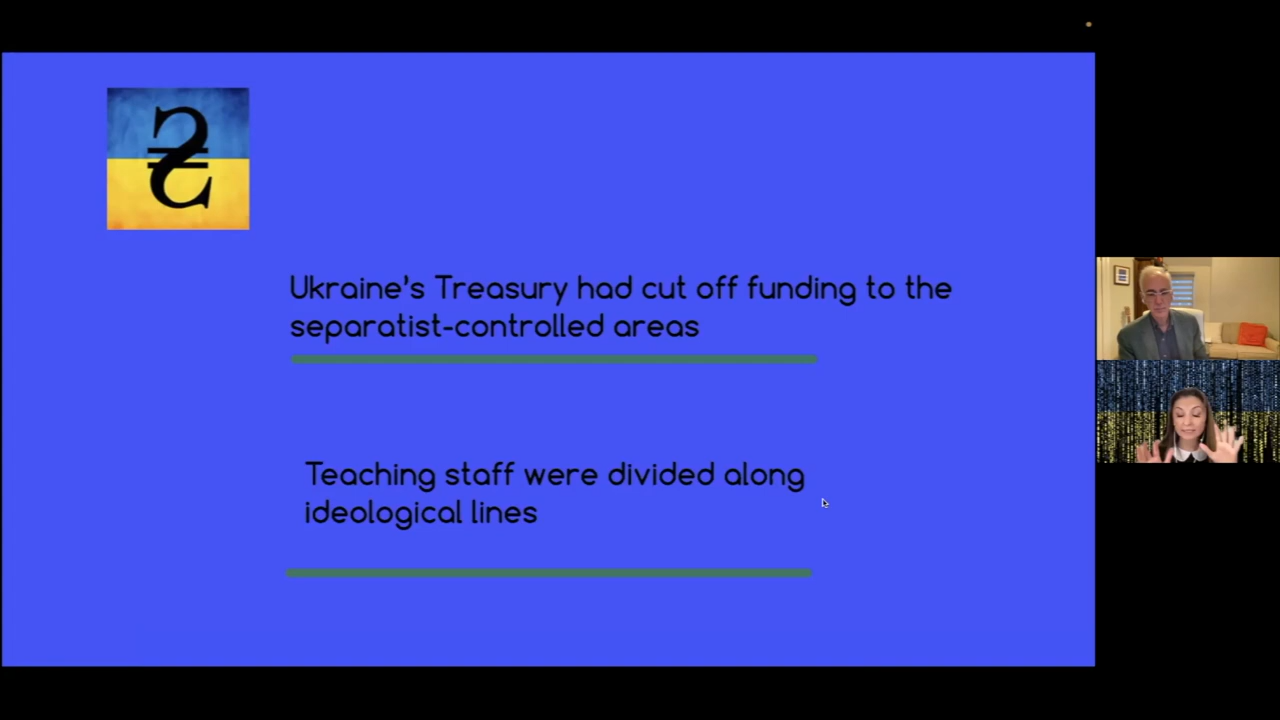 ₴
Ukraine's Treasury had cut off funding to the
separatist-controlled areas
Teaching staff were divided along
ideological lines